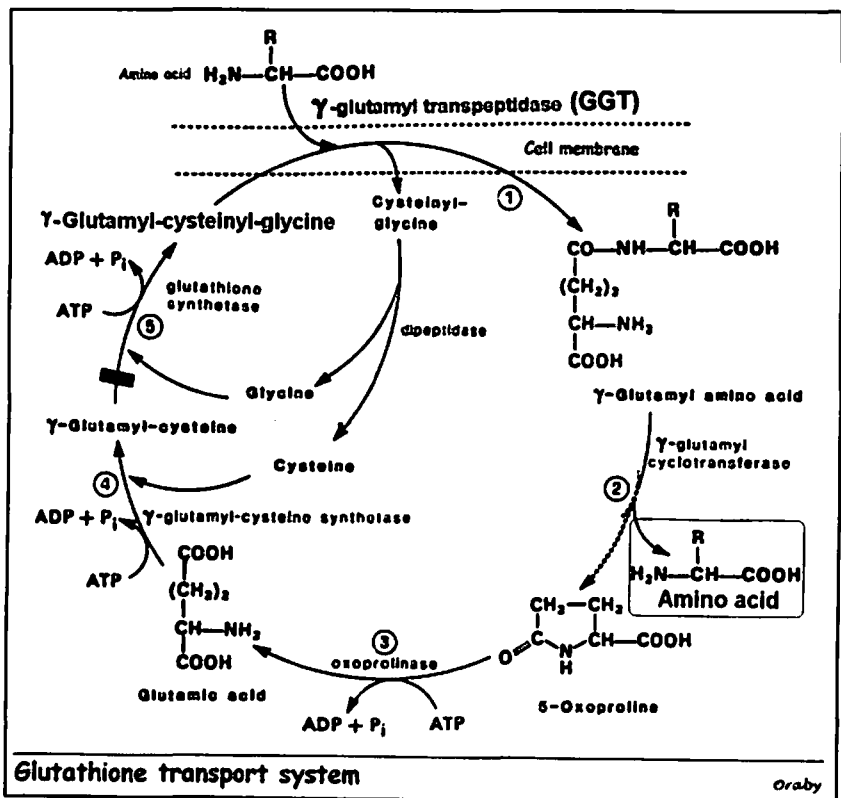 R
Amino acid H₂N—CH—COOH
γ-glutamyl transpeptidase (GGT)
Cell membrane
①
γ-Glutamyl-cysteinyl-glycine
Cysteinyl-
glycine
R
CO—NH—CH—COOH
(CH₂)₂
CH—NH₂
COOH
γ-Glutamyl amino acid
ADP + Pᵢ
glutathiono
synthetase
ATP
⑤
dipeptidase
Glycine
γ-Glutamyl-cysteine
Cysteine
④
ADP + Pᵢ
γ-glutamyl-cysteino syntholase
ATP
γ-glutamyl
cyclotransferase
②
R
H₂N—CH—COOH
Amino acid
COOH
(CH₂)₂
CH—NH₂
COOH
Glutamic acid
③
oxoprolinase
ADP + Pᵢ
ATP
CH₂ CH₂
O C N CH—COOH
H
5-Oxoproline
Glutathione transport system
Oraby